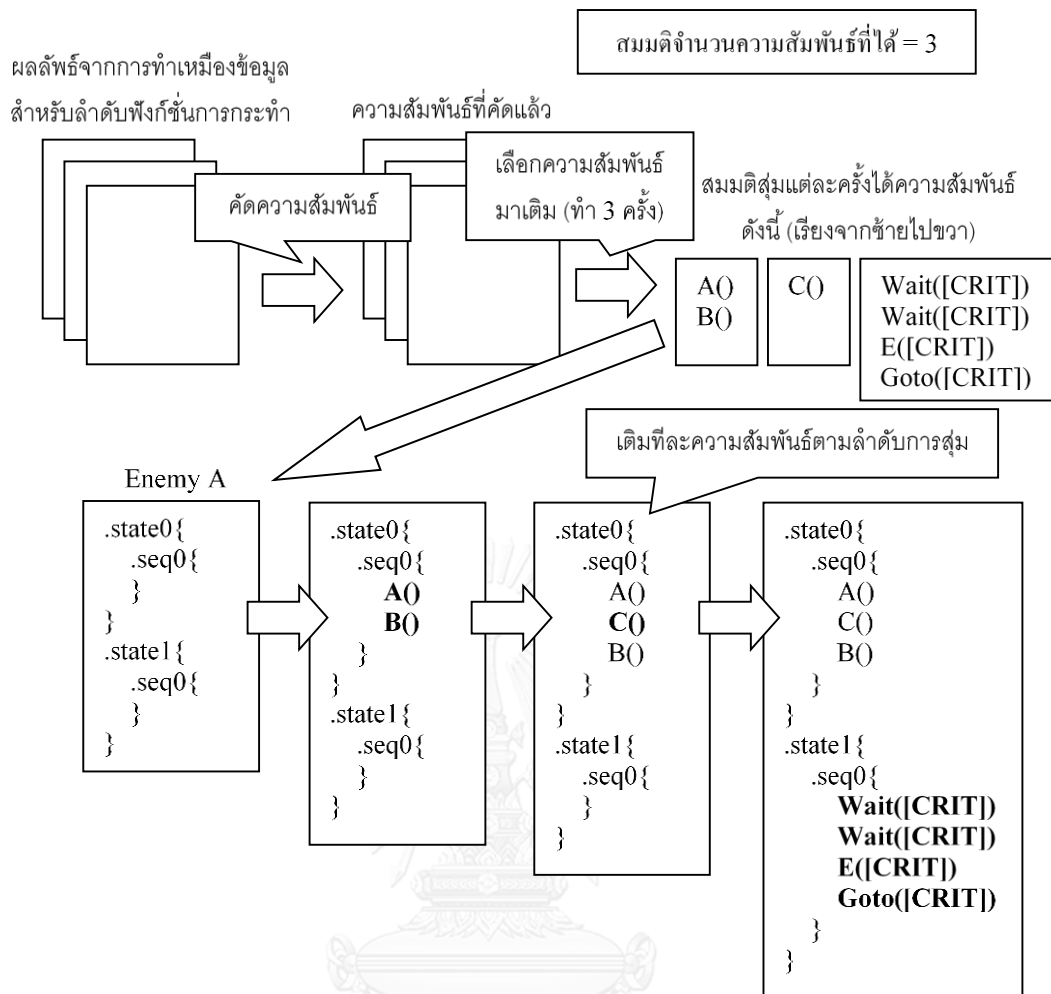 สมมติจำนวนความสัมพันธ์ที่ได้ = 3
ผลลัพธ์จากการทำเหมืองข้อมูล
สำหรับลำดับฟังก์ชั่นการกระทำ
ความสัมพันธ์ที่คัดแล้ว
คัดความสัมพันธ์
เลือกความสัมพันธ์
มาเติม (ทำ 3 ครั้ง)
สมมติสุ่มแต่ละครั้งได้ความสัมพันธ์
ดังนี้ (เรียงจากซ้ายไปขวา)
A()
B()
C()
Wait([CRIT])
Wait([CRIT])
E([CRIT])
Goto([CRIT])
เติมทีละความสัมพันธ์ตามลำดับการสุ่ม
Enemy A
.state0{
.seq0{
}
}
.state1{
.seq0{
}
}
.state0{
.seq0{
A()
B()
}
}
.state1{
.seq0{
}
}
.state0{
.seq0{
A()
C()
B()
}
}
.state1{
.seq0{
}
}
.state0{
.seq0{
A()
C()
B()
}
}
.state1{
.seq0{
Wait([CRIT])
Wait([CRIT])
E([CRIT])
Goto([CRIT])
}
}